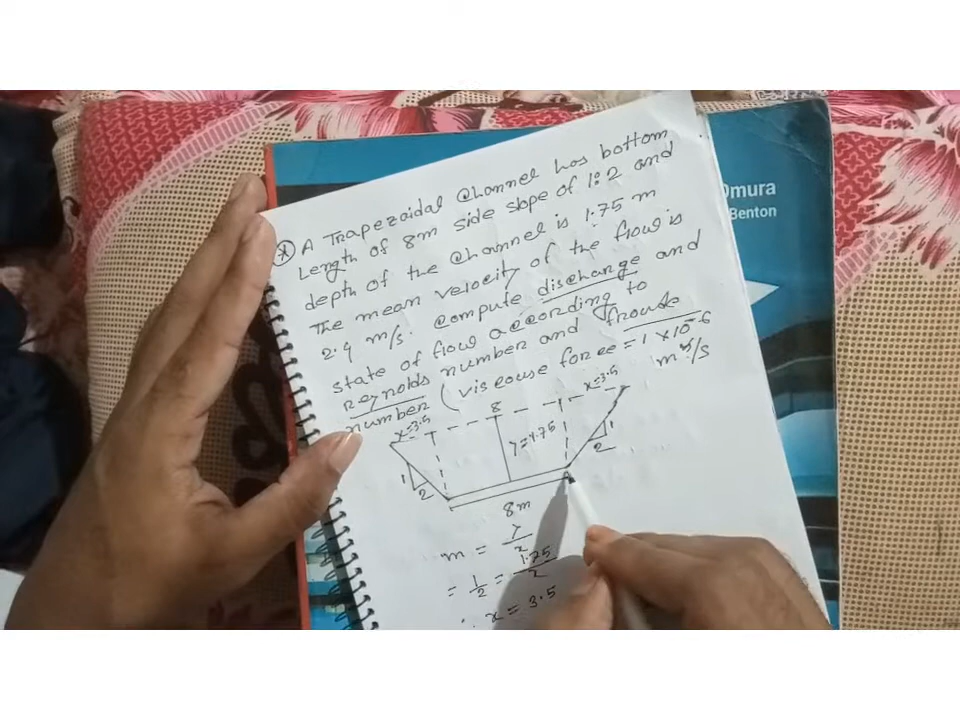 Omura
Benton
* A Trapezoidal channel has bottom
Length of 8m side slope of 1:2 and
depth of the channel is 1.75 m
The mean velocity of the flow is
2.4 m/s. compute discharge and
state of flow according to
Reynolds number and froude
number (viscouse force = 1 x 10⁻⁶
m²/s
x=3.5
8
x=3.5
y=1.75
1
2
1
2
8m
m = y/x
= 1/2 = 1.75/x
∴ x = 3.5